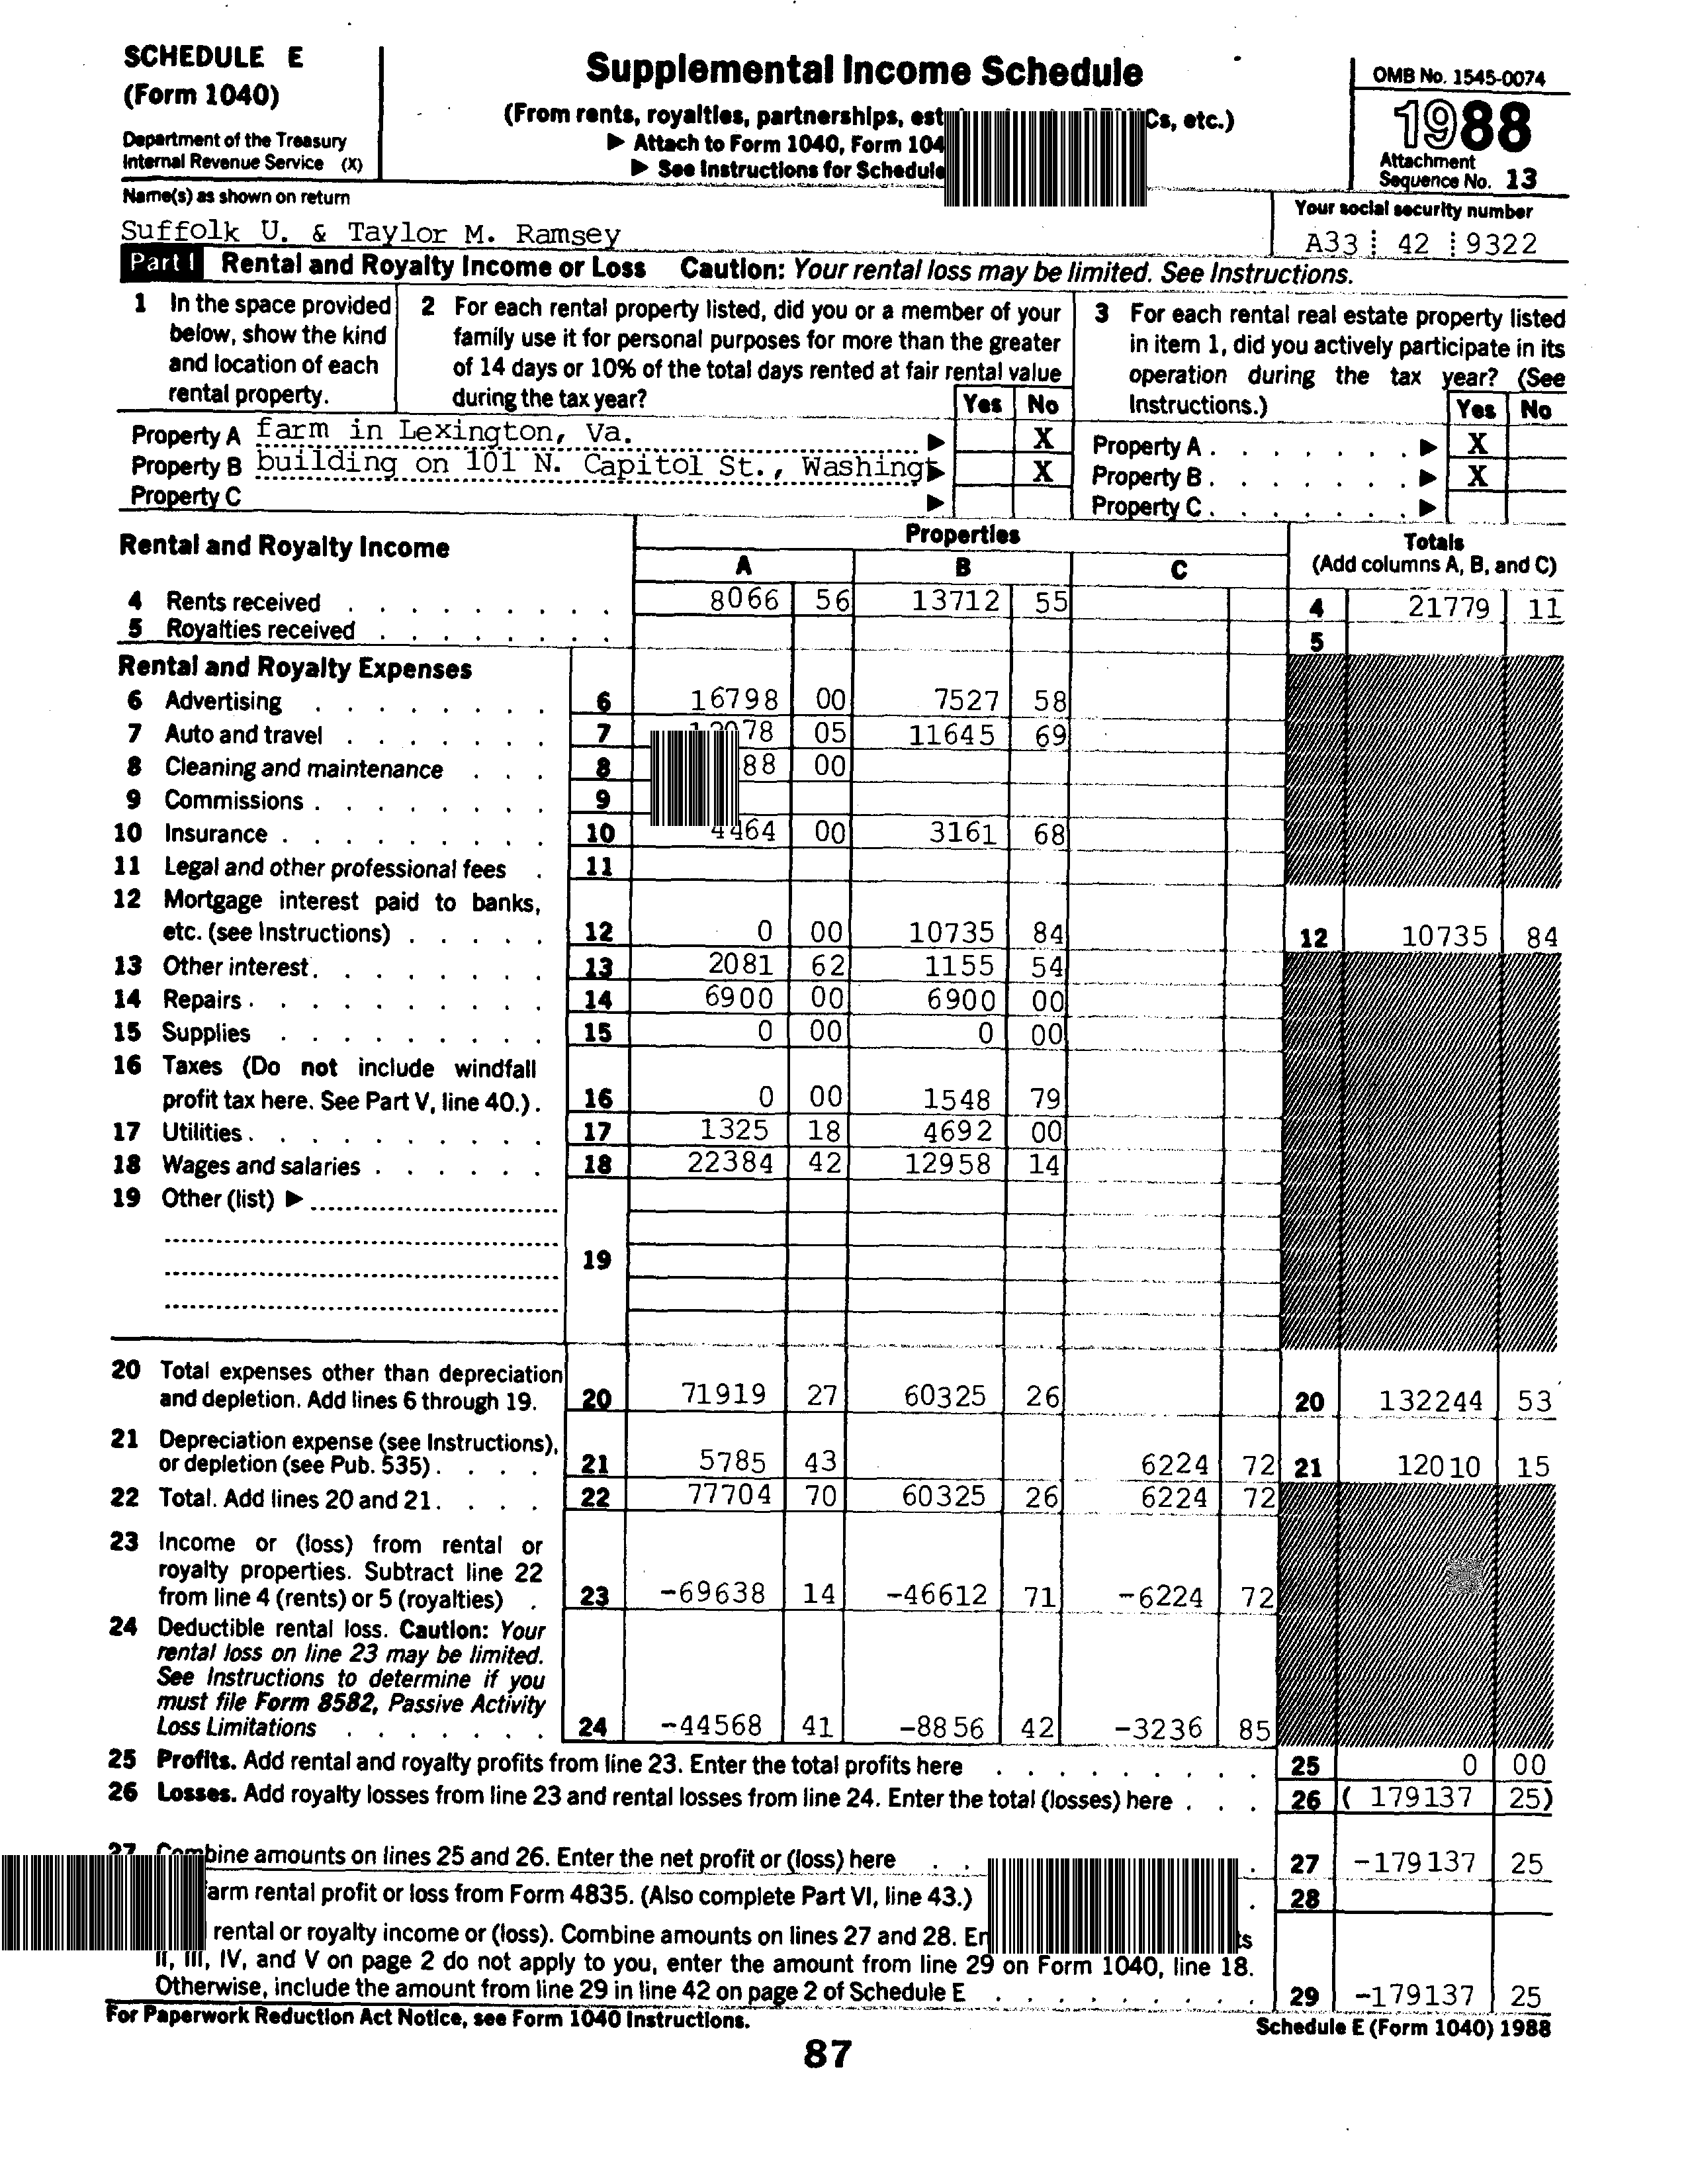 SCHEDULE E
(Form 1040)
Department of the Treasury
Internal Revenue Service (X)
Supplemental Income Schedule
(From rents, royalties, partnerships, Cs, etc.)
▶ Attach to Form 1040, Form
▶ See Instructions for Schedule
OMB No. 1545-0074
1988
Attachment
Sequence No. 13
Name(s) as shown on return
Suffolk U. & Taylor M. Ramsey
Your social security number
A33 42 9322
Part I Rental and Royalty Income or Loss Caution: Your rental loss may be limited. See Instructions.
1 In the space provided
below, show the kind
and location of each
rental property.
2 For each rental property listed, did you or a member of your
family use it for personal purposes for more than the greater
of 14 days or 10% of the total days rented at fair rental value
during the tax year?
Yes No
3 For each rental real estate property listed
in item 1, did you actively participate in its
operation during the tax year? (See
Instructions.)
Yes No
Property A farm in Lexington, Va. ▶ X
Property B building on 101 N. Capitol St., Washingt ▶ X
Property C ▶
Property A ▶ X
Property B ▶ X
Property C ▶
Rental and Royalty Income
Properties
A B C
Totals
(Add columns A, B, and C)
4 Rents received 8066 56 13712 55 4 21779 11
5 Royalties received 5
Rental and Royalty Expenses
6 Advertising 6 16798 00 7527 58
7 Auto and travel 7 78 05 11645 69
8 Cleaning and maintenance 8 88 00
9 Commissions 9
10 Insurance 10 4464 00 3161 68
11 Legal and other professional fees 11
12 Mortgage interest paid to banks,
etc. (see Instructions) 12 0 00 10735 84 12 10735 84
13 Other interest 13 2081 62 1155 54
14 Repairs 14 6900 00 6900 00
15 Supplies 15 0 00 0 00
16 Taxes (Do not include windfall
profit tax here. See Part V, line 40.) 16 0 00 1548 79
17 Utilities 17 1325 18 4692 00
18 Wages and salaries 18 22384 42 12958 14
19 Other (list) ▶
19
20 Total expenses other than depreciation
and depletion. Add lines 6 through 19. 20 71919 27 60325 26 20 132244 53
21 Depreciation expense (see Instructions),
or depletion (see Pub. 535) 21 5785 43 6224 72 21 12010 15
22 Total. Add lines 20 and 21 22 77704 70 60325 26 6224 72
23 Income or (loss) from rental or
royalty properties. Subtract line 22
from line 4 (rents) or 5 (royalties) 23 -69638 14 -46612 71 -6224 72
24 Deductible rental loss. Caution: Your
rental loss on line 23 may be limited.
See Instructions to determine if you
must file Form 8582, Passive Activity
Loss Limitations 24 -44568 41 -8856 42 -3236 85
25 Profits. Add rental and royalty profits from line 23. Enter the total profits here 25 0 00
26 Losses. Add royalty losses from line 23 and rental losses from line 24. Enter the total (losses) here 26 ( 179137 25)
27 Combine amounts on lines 25 and 26. Enter the net profit or (loss) here 27 -179137 25
arm rental profit or loss from Form 4835. (Also complete Part VI, line 43.) 28
rental or royalty income or (loss). Combine amounts on lines 27 and 28.
II, III, IV, and V on page 2 do not apply to you, enter the amount from line 29 on Form 1040, line 18.
Otherwise, include the amount from line 29 in line 42 on page 2 of Schedule E 29 -179137 25
For Paperwork Reduction Act Notice, see Form 1040 Instructions.
Schedule E (Form 1040) 1988
87